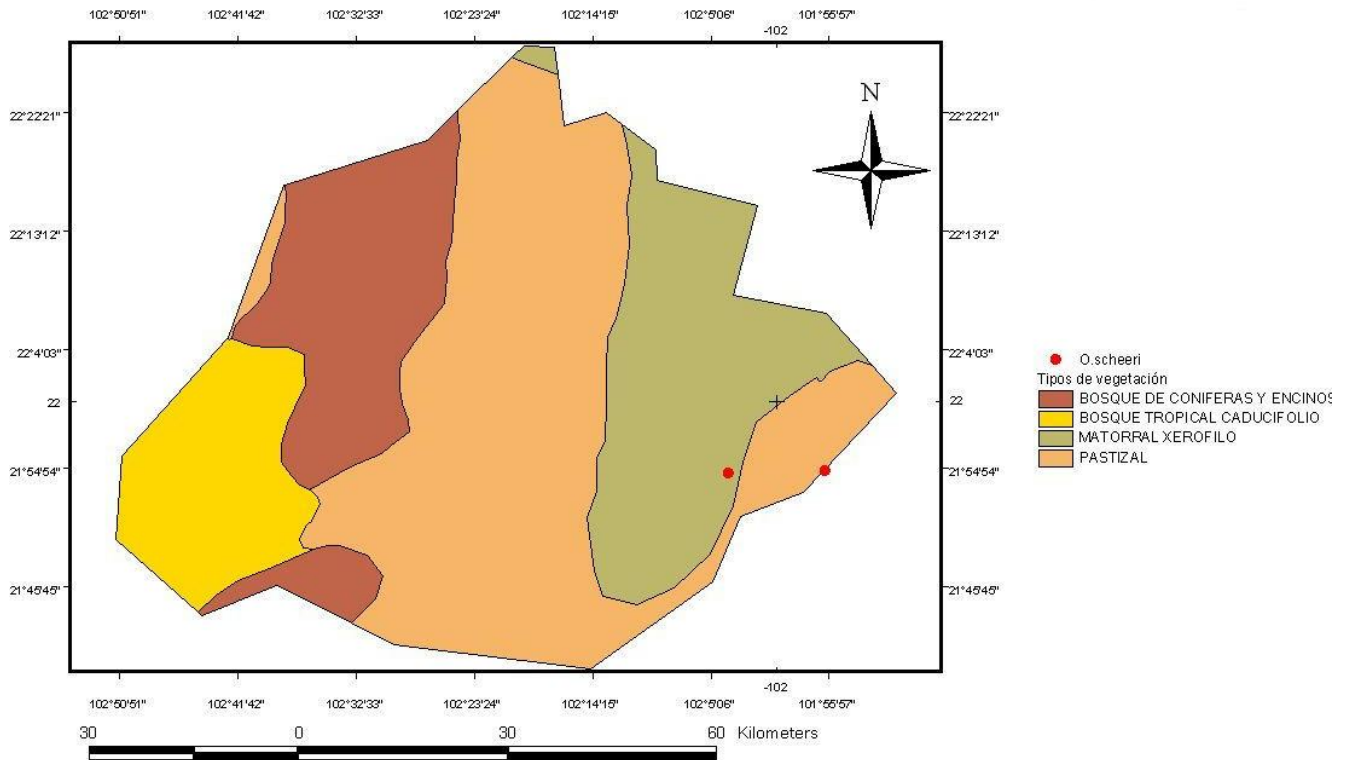 102°50'51" 102°41'42" 102°32'33" 102°23'24" 102°14'15" 102°5'06" 101°55'57"
-102
N
22°22'21" 22°22'21"
22°13'12" 22°13'12"
22°4'03" 22°4'03"
O.scheeri
Tipos de vegetación
BOSQUE DE CONIFERAS Y ENCINOS
22 22
BOSQUE TROPICAL CADUCIFOLIO
MATORRAL XEROFILO
PASTIZAL
21°54'54" 21°54'54"
21°45'45" 21°45'45"
-102
102°50'51" 102°41'42" 102°32'33" 102°23'24" 102°14'15" 102°5'06" 101°55'57"
30 0 30 60 Kilometers